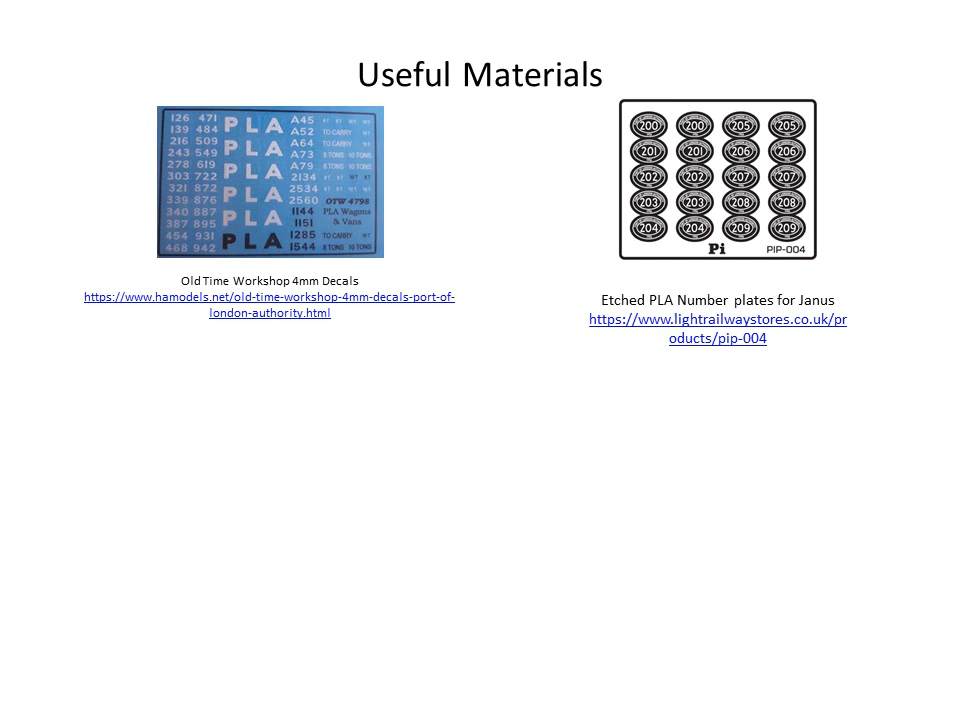 Useful Materials
126 471 P L A A45
139 484 A52 TO CARRY
216 509 P L A A64 TO CARRY
243 549 A73 8 TONS 10 TONS
278 619 P L A A79 8 TONS 10 TONS
303 722 2134
321 872 P L A 2534
339 876 2560 OTW 4798
340 887 P L A 1144 PLA Wagons
387 895 1151 & Vans
454 931 P L A 1285 TO CARRY
468 942 1544 8 TONS 10 TONS
Old Time Workshop 4mm Decals
https://www.hamodels.net/old-time-workshop-4mm-decals-port-of-
london-authority.html
200 200 205 205
201 201 206 206
202 202 207 207
203 203 208 208
204 204 209 209
Pi PIP-004
Etched PLA Number plates for Janus
https://www.lightrailwaystores.co.uk/pr
oducts/pip-004